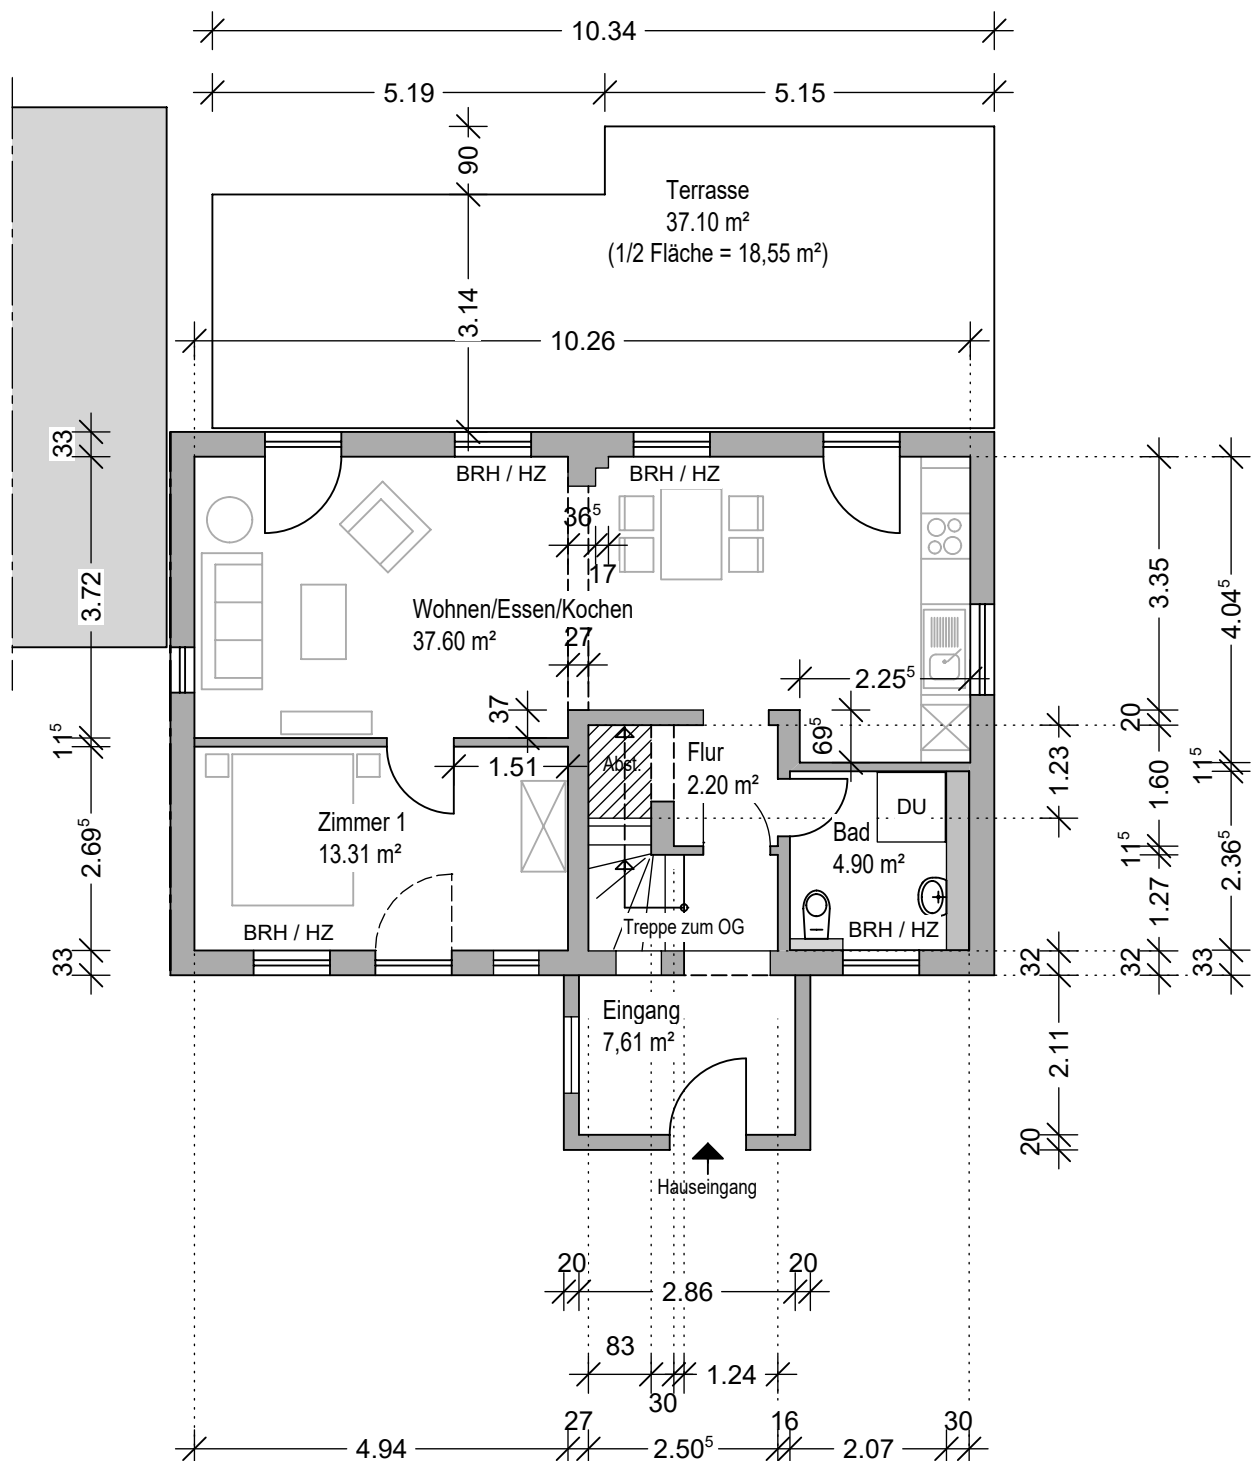 10.34
5.19
5.15
90
Terrasse
37.10 m²
(1/2 Fläche = 18,55 m²)
3.14
10.26
33
BRH / HZ
BRH / HZ
36⁵
17
3.72
3.35
4.04⁵
Wohnen/Essen/Kochen
37.60 m²
27
2.25⁵
37
69⁵
20
11⁵
1.51
Abst.
Flur
2.20 m²
1.23
1.60
11⁵
DU
Zimmer 1
13.31 m²
Bad
4.90 m²
2.69⁵
11⁵
2.36⁵
1.27
BRH / HZ
Treppe zum OG
BRH / HZ
33
32
32
33
Eingang
7,61 m²
2.11
20
Hauseingang
20
2.86
20
83
30
1.24
4.94
27
2.50⁵
16
2.07
30